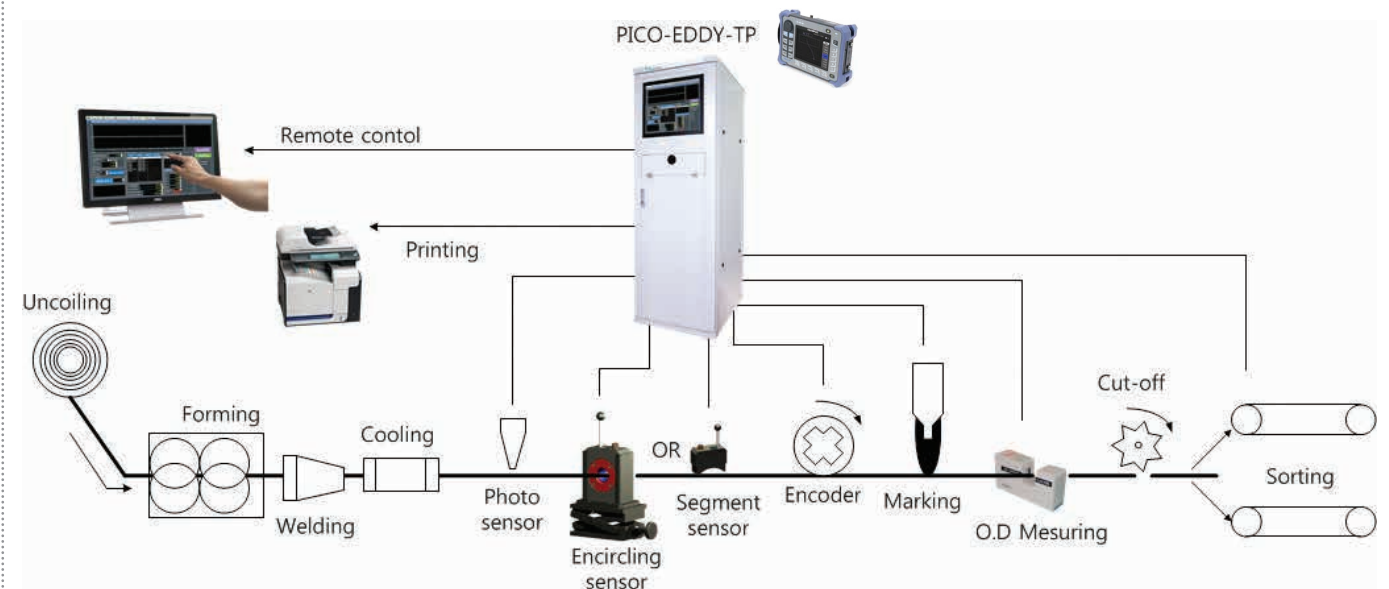 PICO-EDDY-TP
Remote contol
Printing
Uncoiling
Forming
Cooling
Welding
Photo
sensor
Encircling
sensor
OR
Segment
sensor
Encoder
Marking
O.D Mesuring
Cut-off
Sorting